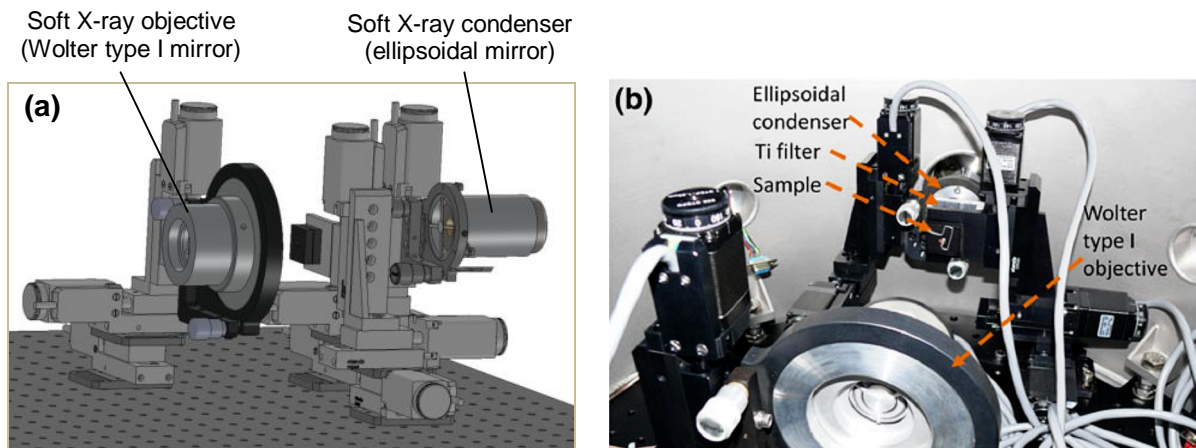 Soft X-ray objective
(Wolter type I mirror)
Soft X-ray condenser
(ellipsoidal mirror)
(a)
(b)
Ellipsoidal
condenser
Ti filter
Sample
Wolter
type I
objective